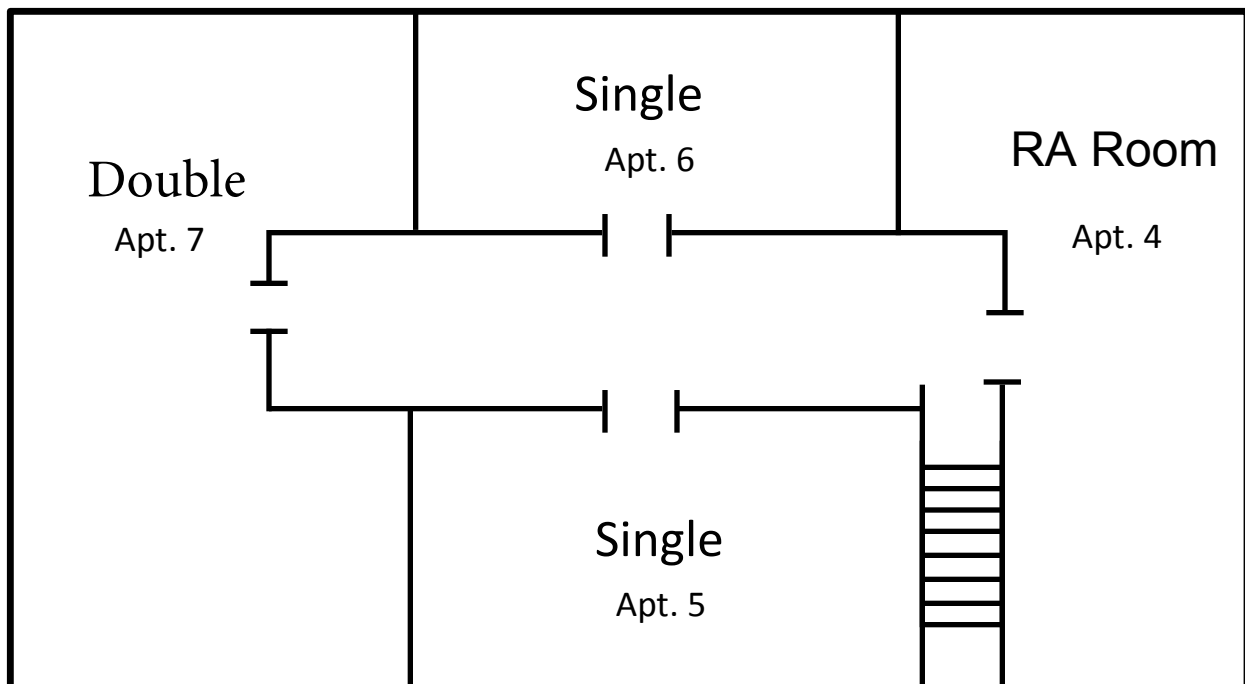 Single
Apt. 6
RA Room
Apt. 4
Double
Apt. 7
Single
Apt. 5